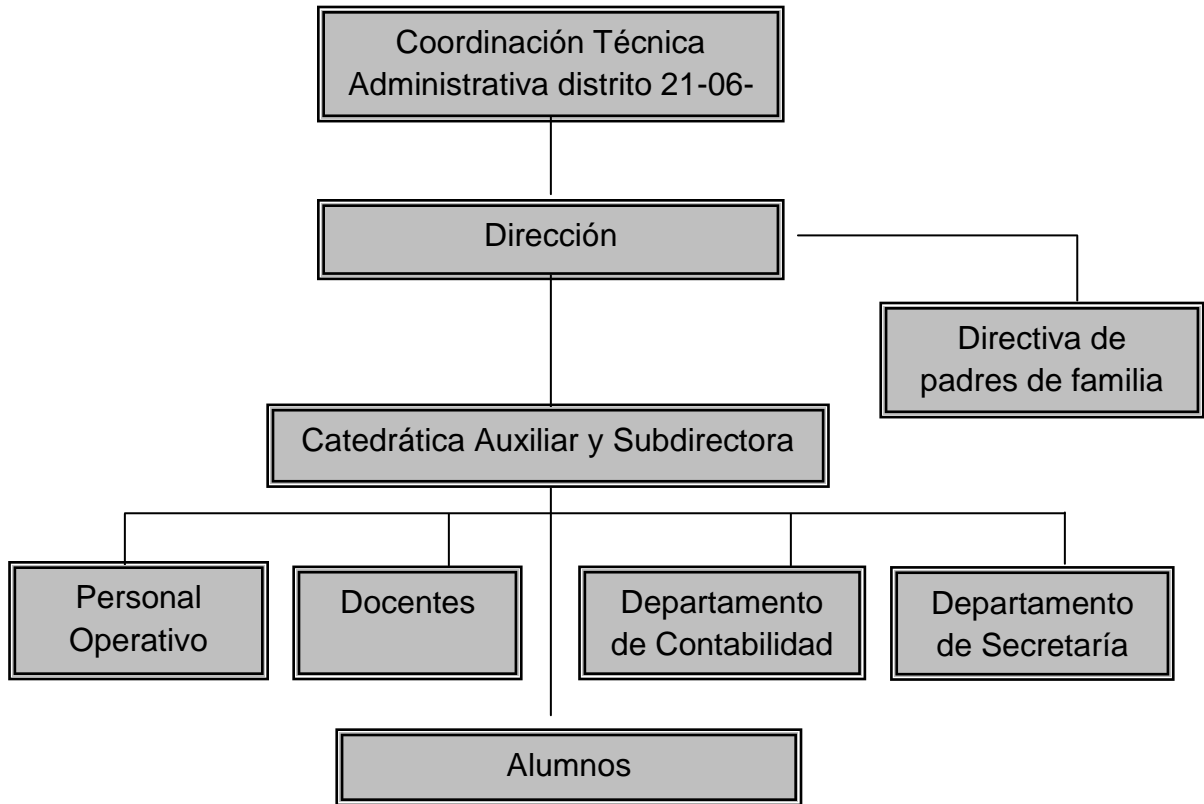 Coordinación Técnica
Administrativa distrito 21-06-
Dirección
Directiva de
padres de familia
Catedrática Auxiliar y Subdirectora
Personal
Operativo
Docentes
Departamento
de Contabilidad
Departamento
de Secretaría
Alumnos